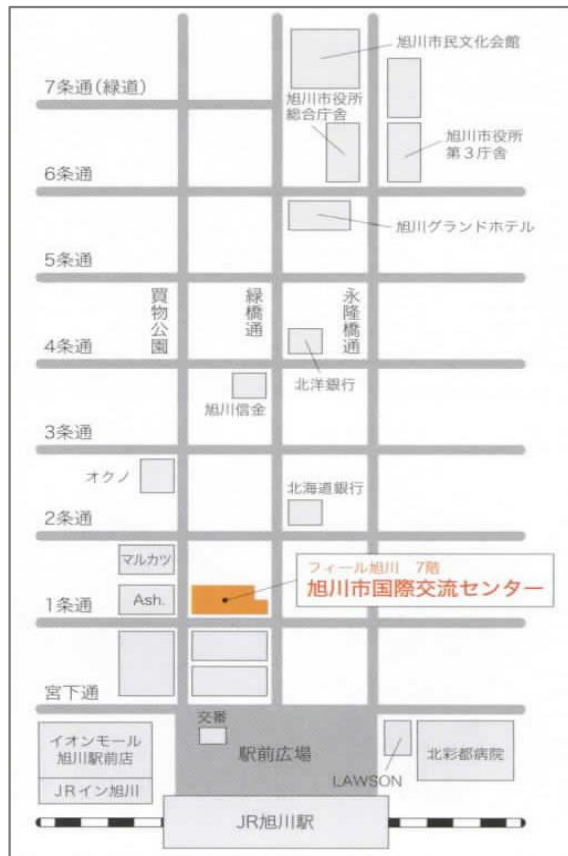 旭川市民文化会館
7条通(緑道)
旭川市役所
総合庁舎
旭川市役所
第3庁舎
6条通
旭川グランドホテル
5条通
買物公園
緑橋通
永隆橋通
4条通
北洋銀行
旭川信金
3条通
オクノ
北海道銀行
2条通
マルカツ
フィール旭川 7階
旭川市国際交流センター
Ash.
1条通
宮下通
交番
イオンモール
旭川駅前店
駅前広場
北彩都病院
LAWSON
JRイン旭川
JR旭川駅